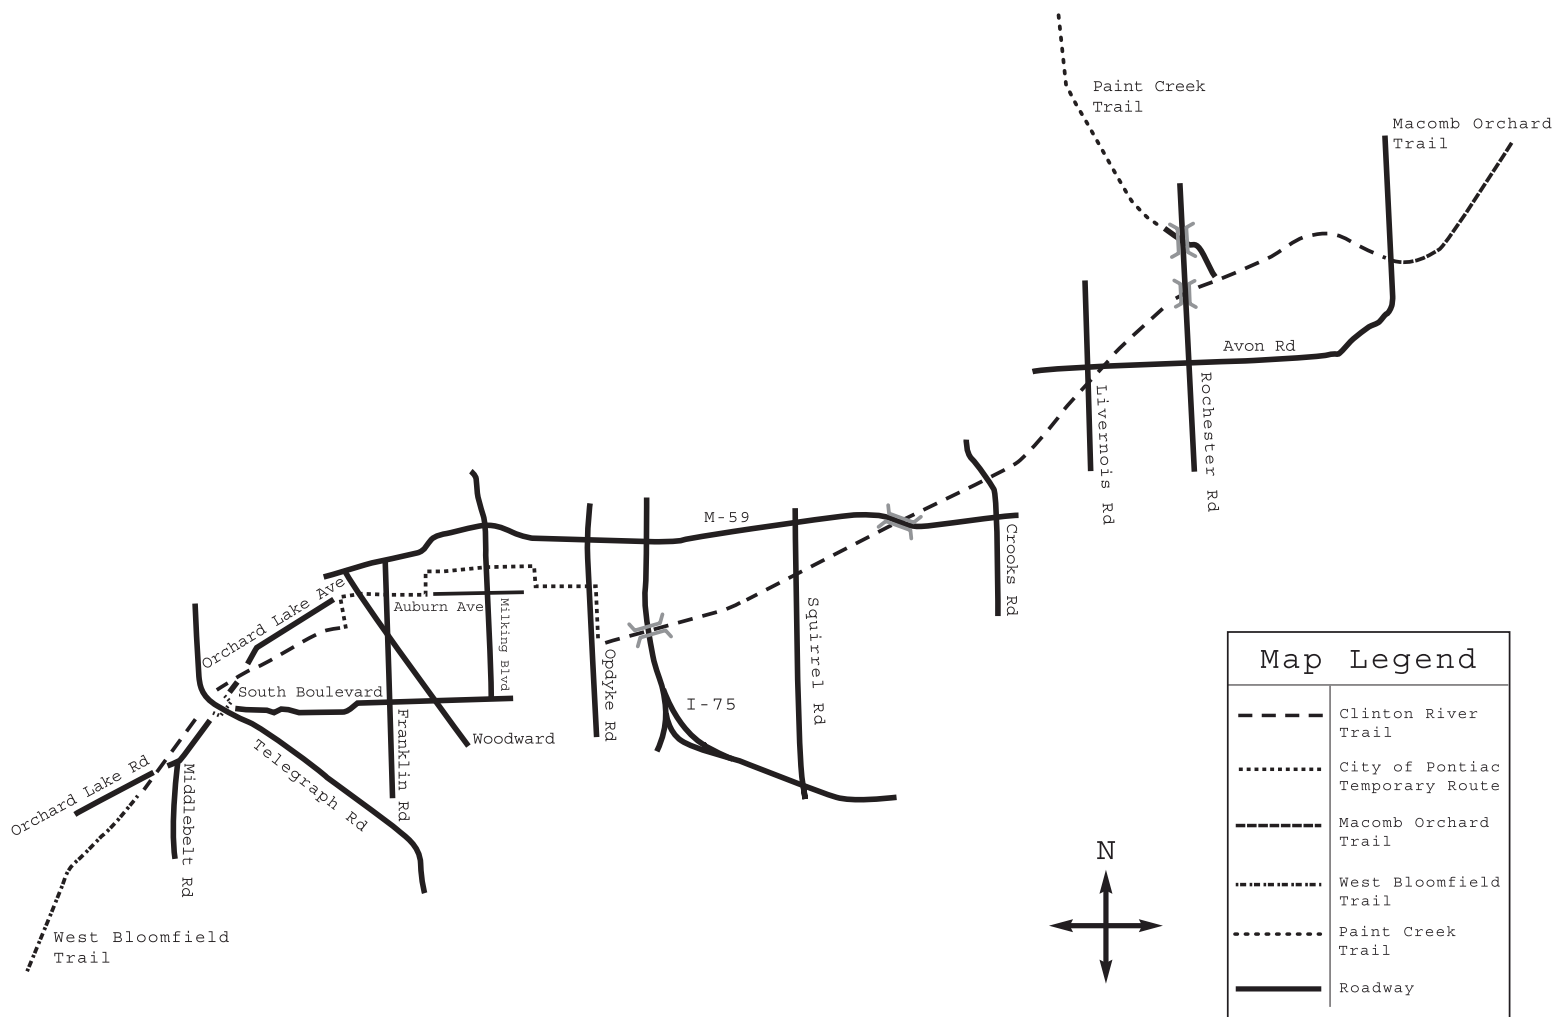 Paint Creek
Trail
Macomb Orchard
Trail
Avon Rd
Livernois Rd
Rochester Rd
M-59
Crooks Rd
Orchard Lake Ave
Auburn Ave
Milking Blvd
Squirrel Rd
Opdyke Rd
South Boulevard
I-75
Franklin Rd
Woodward
Telegraph Rd
Orchard Lake Rd
Middlebelt Rd
West Bloomfield
Trail
N
Map Legend
Clinton River
Trail
City of Pontiac
Temporary Route
Macomb Orchard
Trail
West Bloomfield
Trail
Paint Creek
Trail
Roadway